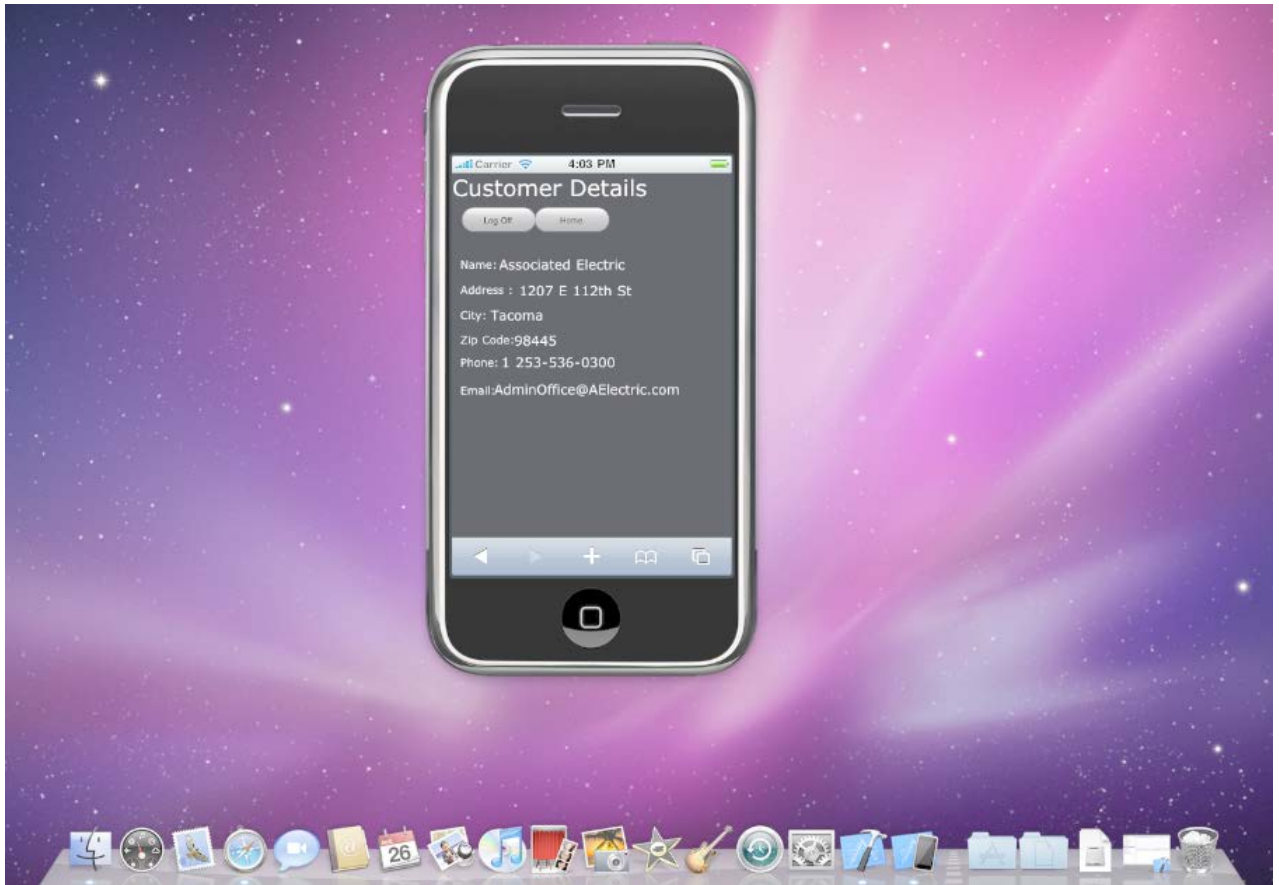 Carrier 4:03 PM
Customer Details
Log Off Home
Name: Associated Electric
Address : 1207 E 112th St
City: Tacoma
Zip Code:98445
Phone: 1 253-536-0300
Email:AdminOffice@AElectric.com
26